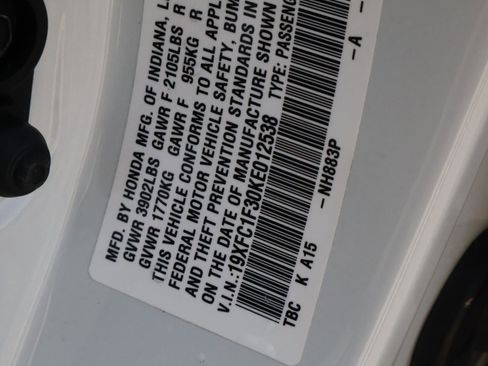 MFD. BY HONDA MFG. OF INDIANA, L
GVWR 3902LBS GAWR F 2105LBS R
GVWR 1770KG GAWR F 955KG R
THIS VEHICLE CONFORMS TO ALL APPL
FEDERAL MOTOR VEHICLE SAFETY, BUM
AND THEFT PREVENTION STANDARDS IN
ON THE DATE OF MANUFACTURE SHOWN
V.I.N.:19XFC1F30KE012538 TYPE: PASSENG
TBC K A15 –NH883P –A –